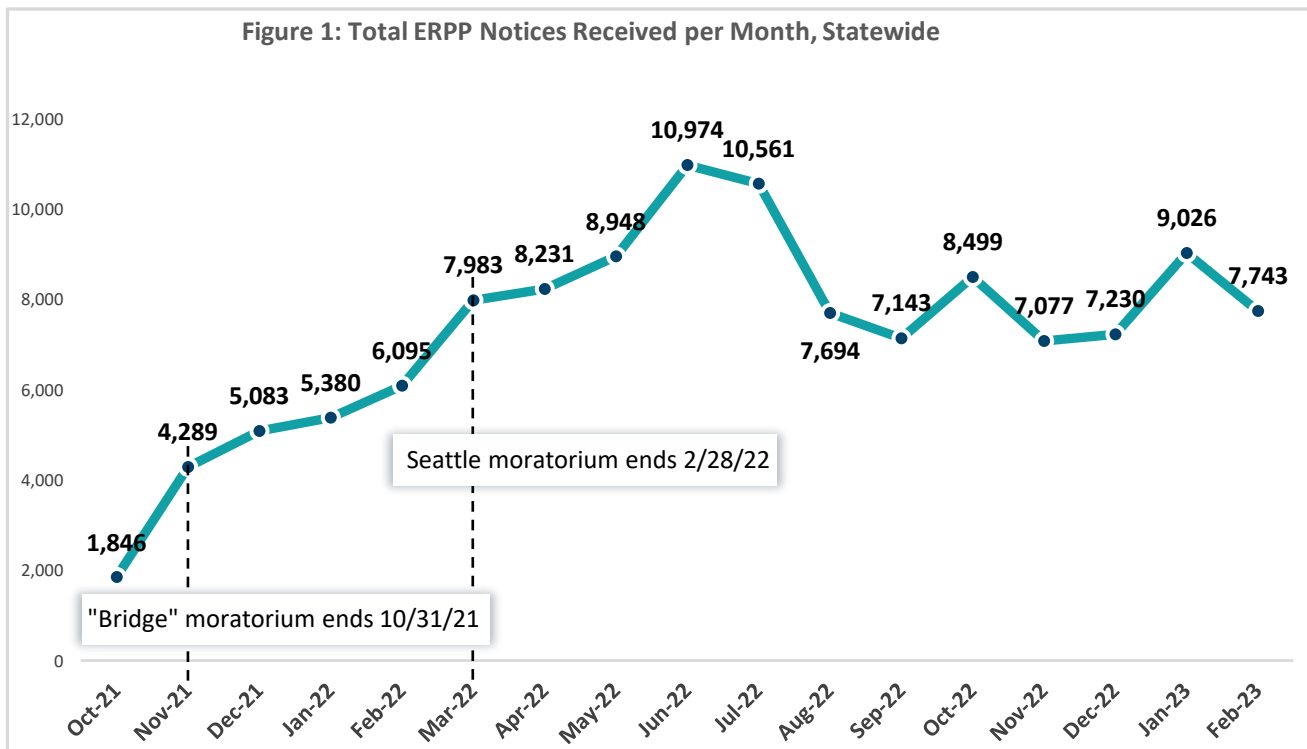 Figure 1: Total ERPP Notices Received per Month, Statewide
12,000
10,000
8,000
6,000
4,000
2,000
0
1,846
4,289
5,083
5,380
6,095
7,983
8,231
8,948
10,974
10,561
7,694
7,143
8,499
7,077
7,230
9,026
7,743
Seattle moratorium ends 2/28/22
"Bridge" moratorium ends 10/31/21
Oct-21
Nov-21
Dec-21
Jan-22
Feb-22
Mar-22
Apr-22
May-22
Jun-22
Jul-22
Aug-22
Sep-22
Oct-22
Nov-22
Dec-22
Jan-23
Feb-23